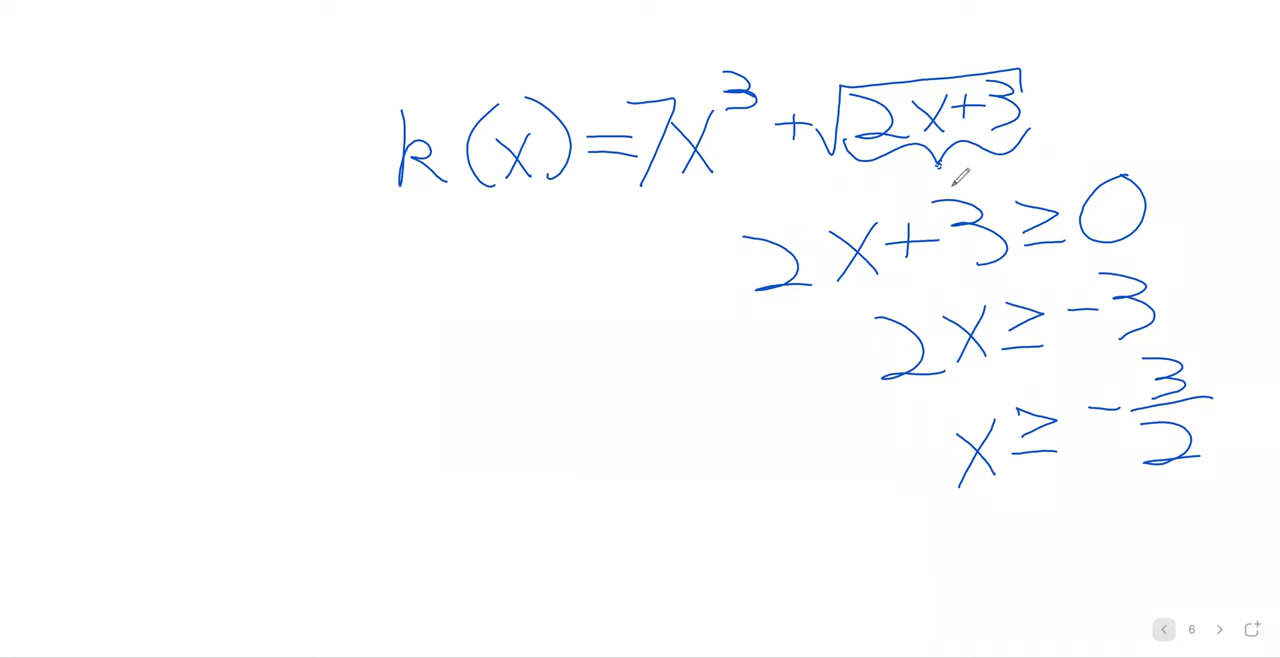 k(x) = 7x³ + √(2x+3)
2x+3 ≥ 0
2x ≥ -3
x ≥ -3/2
6